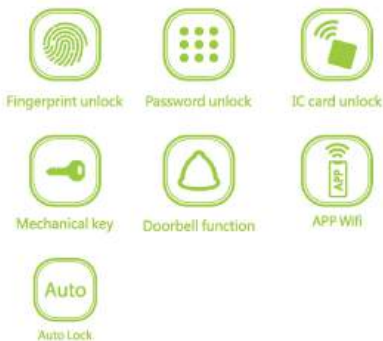 Fingerprint unlock Password unlock IC card unlock
APP
Mechanical key Doorbell function APP Wifi
Auto
Auto Lock